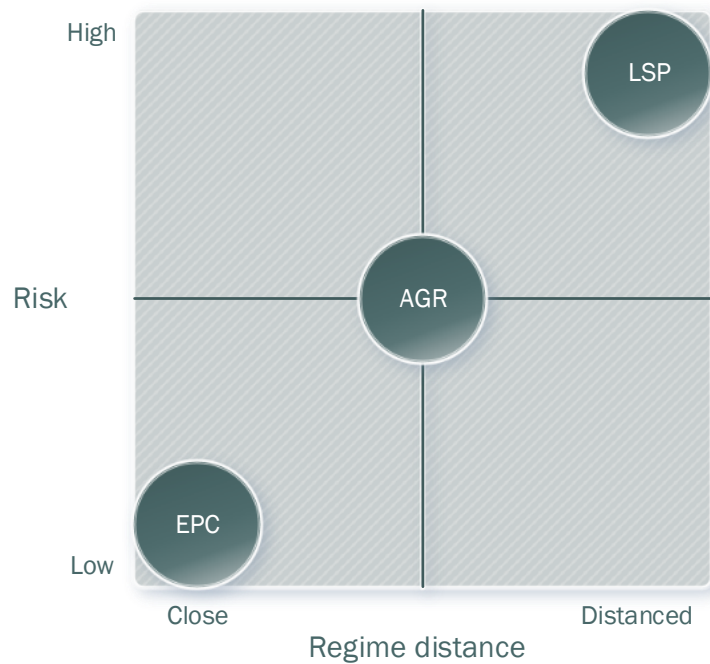 High
LSP
Risk
AGR
EPC
Low
Close
Distanced
Regime distance